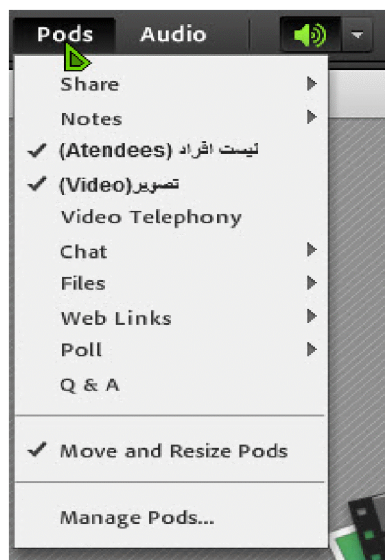 Pods Audio
Share
Notes
لیست افراد (Atendees)
تصویر(Video)
Video Telephony
Chat
Files
Web Links
Poll
Q & A
Move and Resize Pods
Manage Pods...